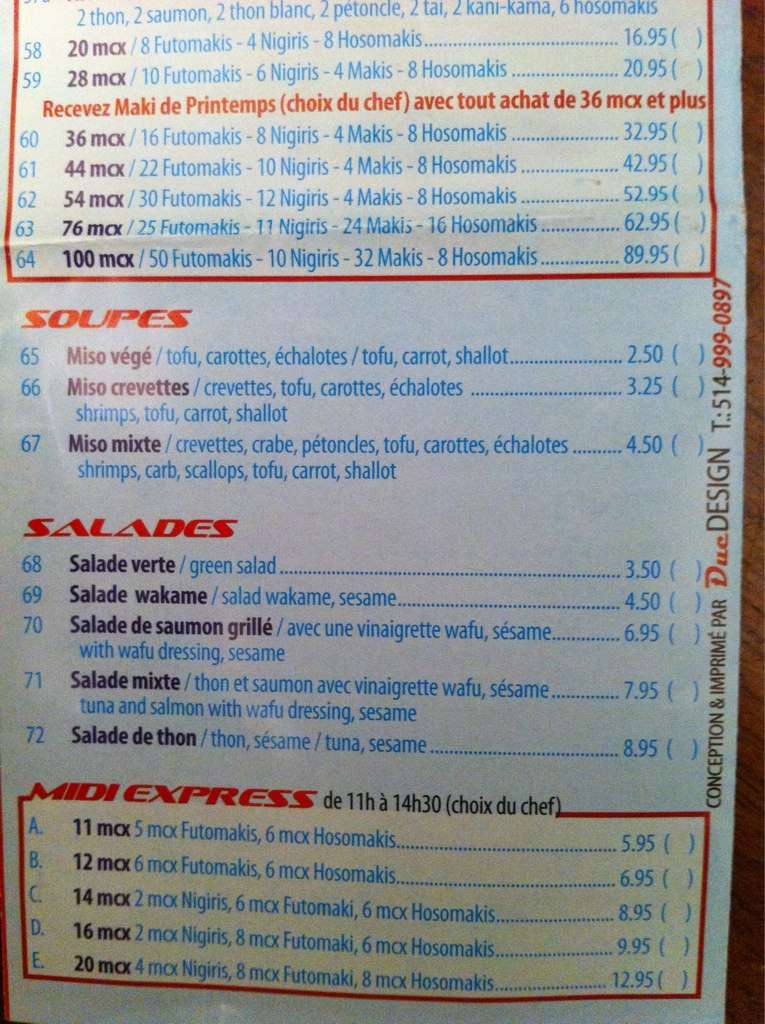 2 thon, 2 saumon, 2 thon blanc, 2 pétoncle, 2 tai, 2 kani-kama, 6 hosomakis
58 20 mcx / 8 Futomakis - 4 Nigiris - 8 Hosomakis.......... 16.95 ( )
59 28 mcx / 10 Futomakis - 6 Nigiris - 4 Makis - 8 Hosomakis .......... 20.95 ( )
Recevez Maki de Printemps (choix du chef) avec tout achat de 36 mcx et plus
60 36 mcx / 16 Futomakis - 8 Nigiris - 4 Makis - 8 Hosomakis .......... 32.95 ( )
61 44 mcx / 22 Futomakis - 10 Nigiris - 4 Makis - 8 Hosomakis .......... 42.95 ( )
62 54 mcx / 30 Futomakis - 12 Nigiris - 4 Makis - 8 Hosomakis .......... 52.95 ( )
63 76 mcx / 25 Futomakis - 11 Nigiris - 24 Makis - 16 Hosomakis .......... 62.95 ( )
64 100 mcx / 50 Futomakis - 10 Nigiris - 32 Makis - 8 Hosomakis.......... 89.95 ( )
SOUPES
65 Miso végé / tofu, carottes, échalotes / tofu, carrot, shallot.......... 2.50 ( )
66 Miso crevettes / crevettes, tofu, carottes, échalotes .......... 3.25 ( )
shrimps, tofu, carrot, shallot
67 Miso mixte / crevettes, crabe, pétoncles, tofu, carottes, échalotes .......... 4.50 ( )
shrimps, carb, scallops, tofu, carrot, shallot
SALADES
68 Salade verte / green salad .......... 3.50 ( )
69 Salade wakame / salad wakame, sesame.......... 4.50 ( )
70 Salade de saumon grillé / avec une vinaigrette wafu, sésame.......... 6.95 ( )
with wafu dressing, sesame
71 Salade mixte / thon et saumon avec vinaigrette wafu, sésame .......... 7.95 ( )
tuna and salmon with wafu dressing, sesame
72 Salade de thon / thon, sésame / tuna, sesame .......... 8.95 ( )
MIDI EXPRESS de 11h à 14h30 (choix du chef)
A. 11 mcx 5 mcx Futomakis, 6 mcx Hosomakis.......... 5.95 ( )
B. 12 mcx 6 mcx Futomakis, 6 mcx Hosomakis.......... 6.95 ( )
C. 14 mcx 2 mcx Nigiris, 6 mcx Futomaki, 6 mcx Hosomakis.......... 8.95 ( )
D. 16 mcx 2 mcx Nigiris, 8 mcx Futomaki, 6 mcx Hosomakis.......... 9.95 ( )
E. 20 mcx 4 mcx Nigiris, 8 mcx Futomaki, 8 mcx Hosomakis.......... 12.95 ( )
CONCEPTION & IMPRIMÉ PAR Duc DESIGN T.: 514-999-0897